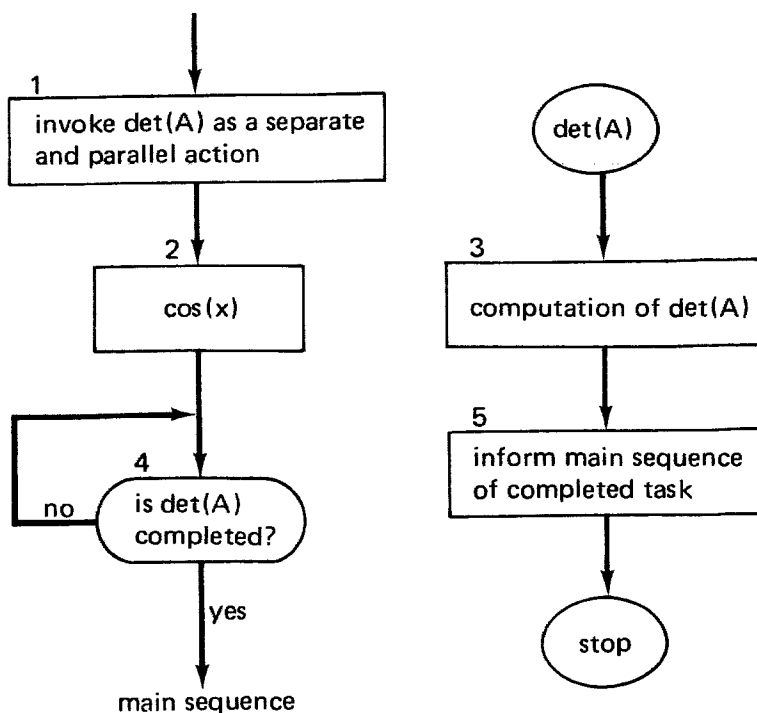 1
invoke det(A) as a separate
and parallel action
2
cos(x)
4
is det(A)
completed?
no
yes
main sequence
det(A)
3
computation of det(A)
5
inform main sequence
of completed task
stop